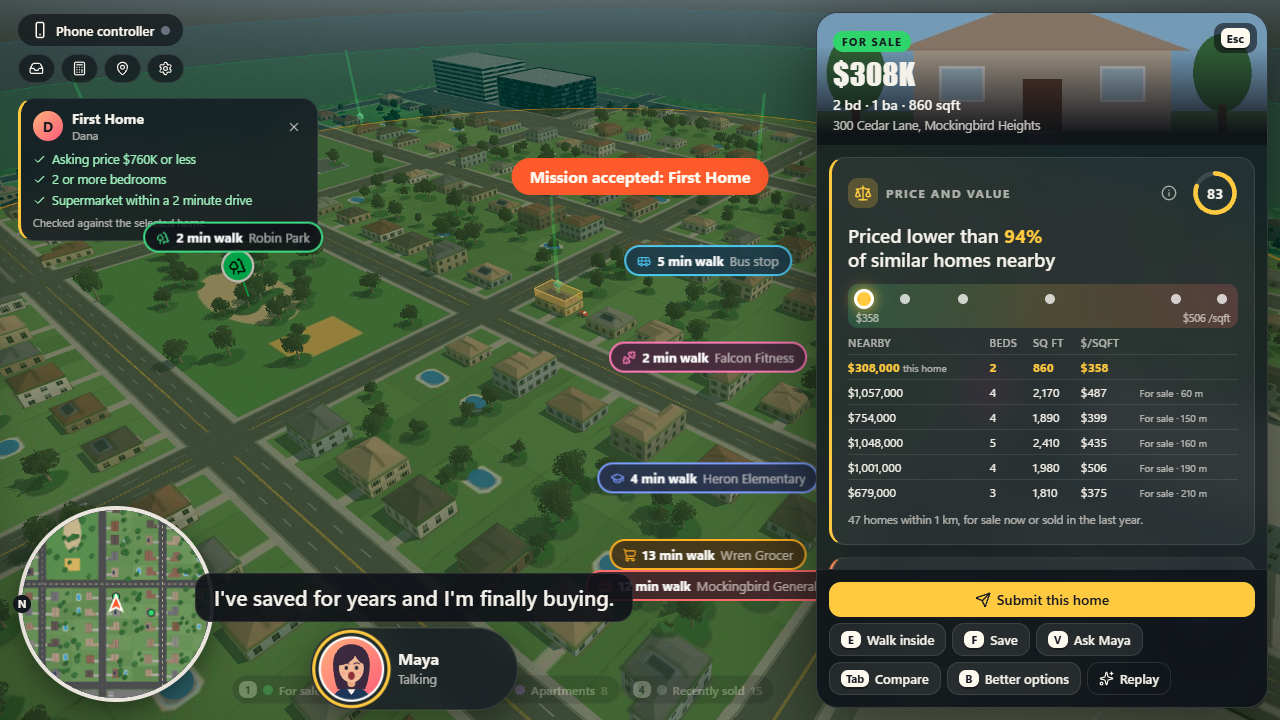 Phone controller
First Home
D
Dana
Asking price $760K or less
2 or more bedrooms
Supermarket within a 2 minute drive
Checked against the selected home
2 min walk Robin Park
Mission accepted: First Home
5 min walk Bus stop
2 min walk Falcon Fitness
4 min walk Heron Elementary
13 min walk Wren Grocer
12 min walk Mockingbird General
N
I've saved for years and I'm finally buying.
Maya
Talking
1 For sale
Apartments 8
4 Recently sold 15
FOR SALE
Esc
$308K
2 bd · 1 ba · 860 sqft
300 Cedar Lane, Mockingbird Heights
PRICE AND VALUE
83
Priced lower than 94%
of similar homes nearby
$358
$506 /sqft
NEARBY BEDS SQ FT $/SQFT
$308,000 this home 2 860 $358
$1,057,000 4 2,170 $487 For sale · 60 m
$754,000 4 1,890 $399 For sale · 150 m
$1,048,000 5 2,410 $435 For sale · 160 m
$1,001,000 4 1,980 $506 For sale · 190 m
$679,000 3 1,810 $375 For sale · 210 m
47 homes within 1 km, for sale now or sold in the last year.
Submit this home
E Walk inside
F Save
V Ask Maya
Tab Compare
B Better options
Replay